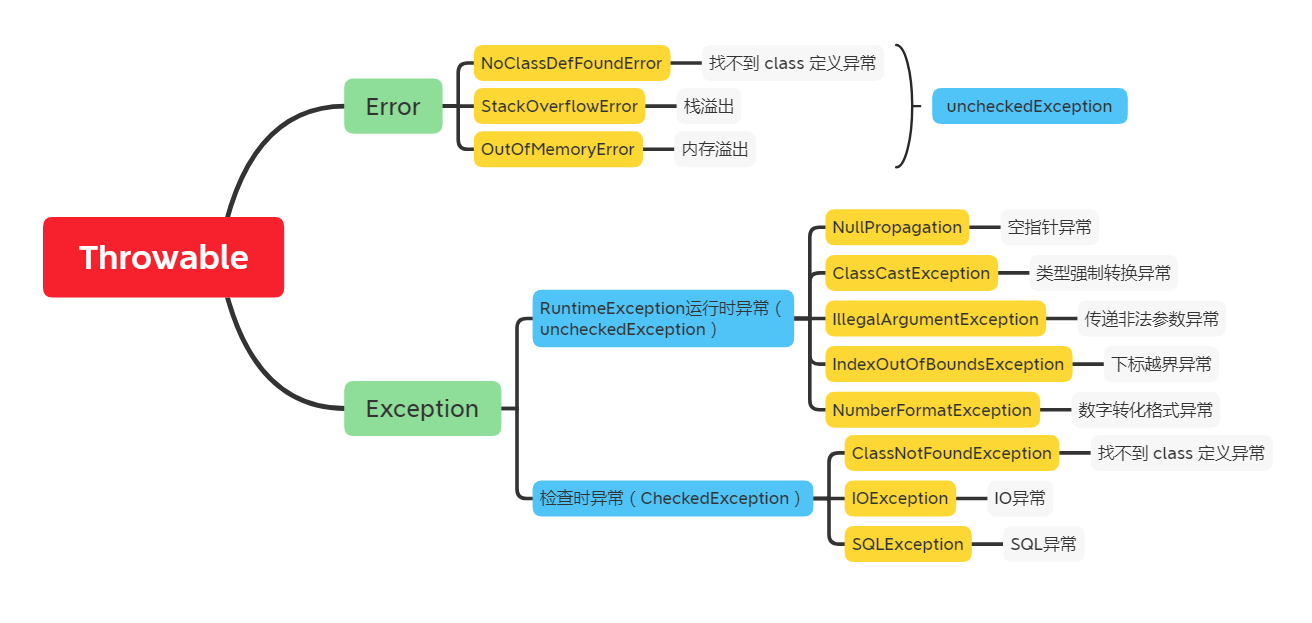 Throwable
Error
NoClassDefFoundError
找不到 class 定义异常
StackOverflowError
栈溢出
OutOfMemoryError
内存溢出
uncheckedException
Exception
RuntimeException运行时异常（
uncheckedException）
NullPropagation
空指针异常
ClassCastException
类型强制转换异常
IllegalArgumentException
传递非法参数异常
IndexOutOfBoundsException
下标越界异常
NumberFormatException
数字转化格式异常
检查时异常（CheckedException）
ClassNotFoundException
找不到 class 定义异常
IOException
IO异常
SQLException
SQL异常